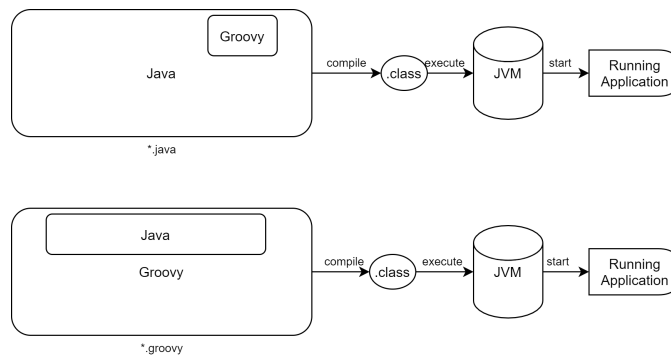 Groovy
Java
compile
.class
execute
JVM
start
Running
Application
*.java
Java
Groovy
compile
.class
execute
JVM
start
Running
Application
*.groovy